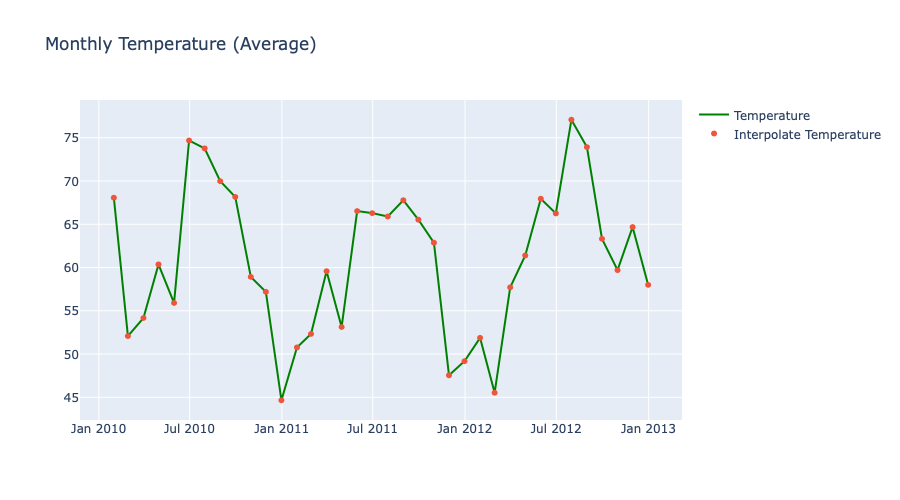 Monthly Temperature (Average)
Temperature
Interpolate Temperature
75
70
65
60
55
50
45
Jan 2010 Jul 2010 Jan 2011 Jul 2011 Jan 2012 Jul 2012 Jan 2013